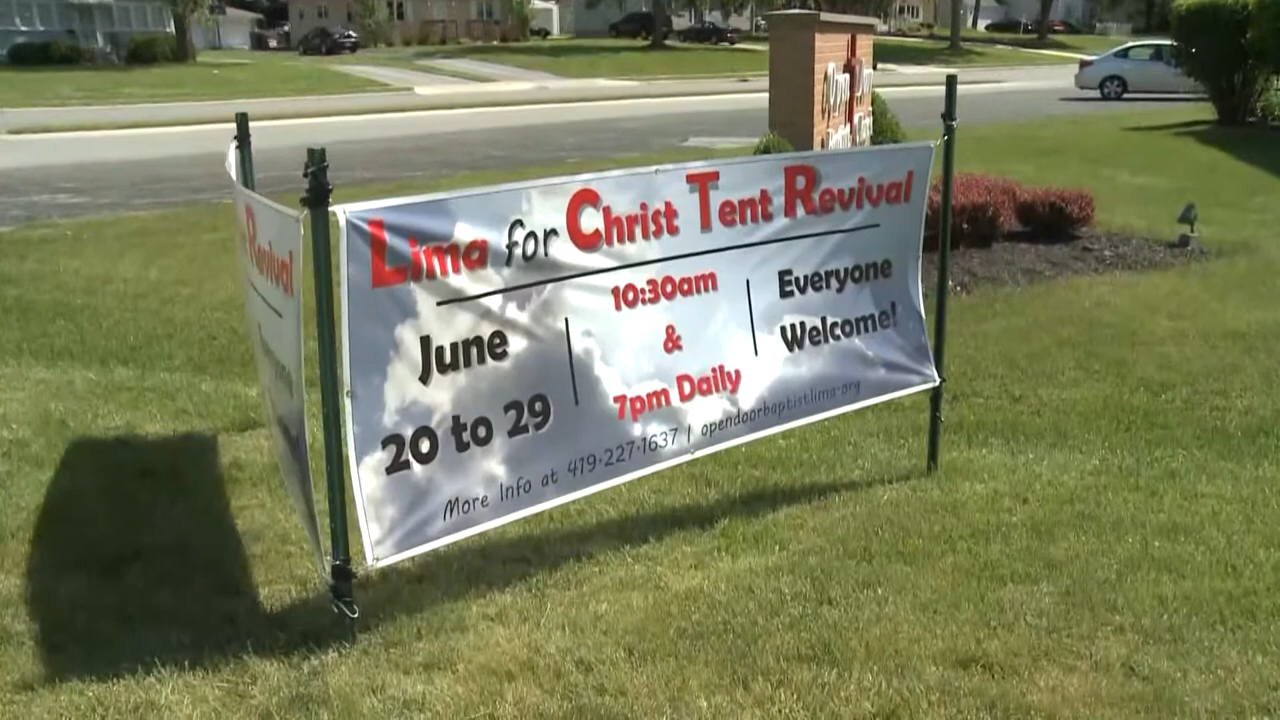 Lima for Christ Tent Revival
June
20 to 29
10:30am
&
7pm Daily
Everyone
Welcome!
More Info at 419-227-1637 | opendoorbaptistlima.org
Revival